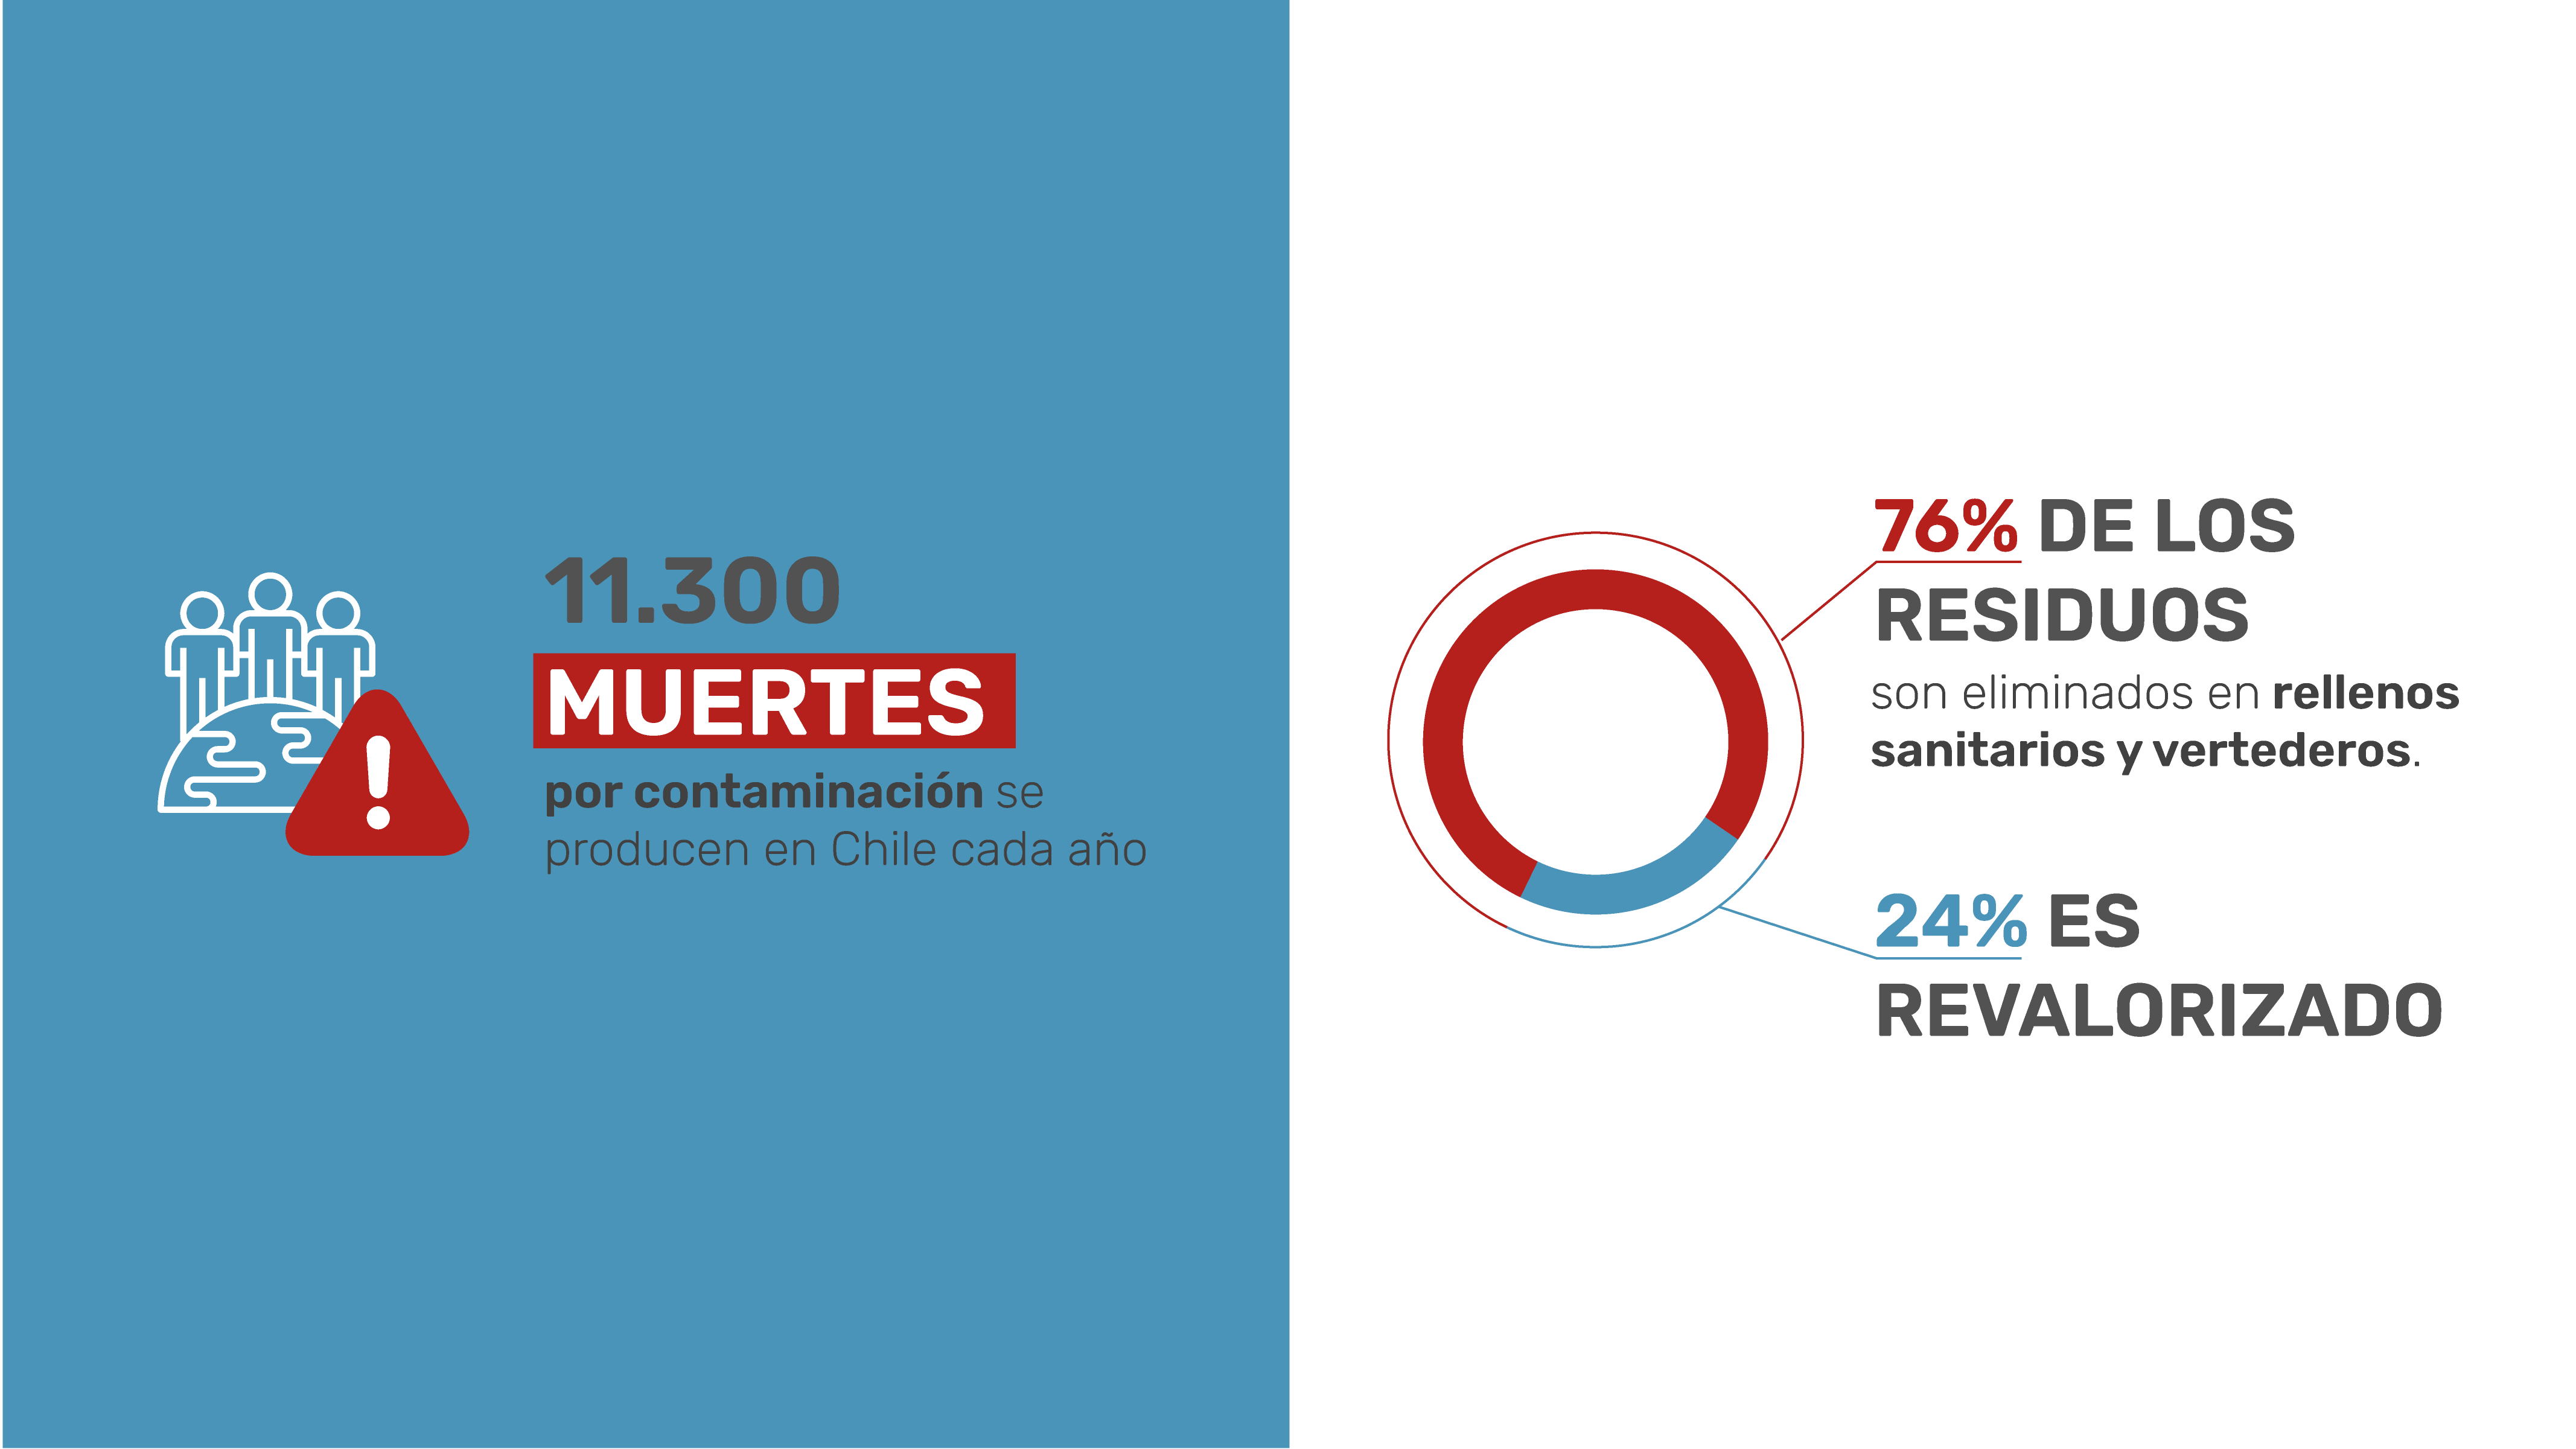 11.300
MUERTES
por contaminación se
producen en Chile cada año
76% DE LOS
RESIDUOS
son eliminados en rellenos
sanitarios y vertederos.
24% ES
REVALORIZADO